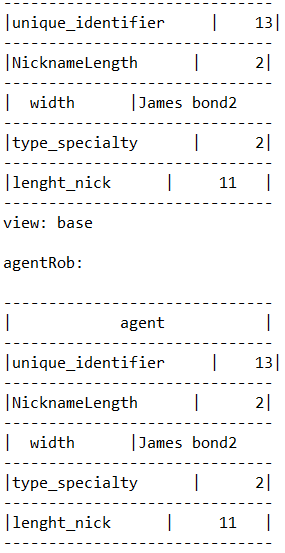 -----------------------------
|unique_identifier     |    13|
-----------------------------
|NicknameLength      |      2|
-----------------------------
|  width      |James bond2
-----------------------------
|type_specialty      |      2|
-----------------------------
|lenght_nick      |     11   |
-----------------------------
view: base
agentRob:
-----------------------------
|            agent           |
-----------------------------
|unique_identifier     |    13|
-----------------------------
|NicknameLength      |      2|
-----------------------------
|  width      |James bond2
-----------------------------
|type_specialty      |      2|
-----------------------------
|lenght_nick      |     11   |
-----------------------------